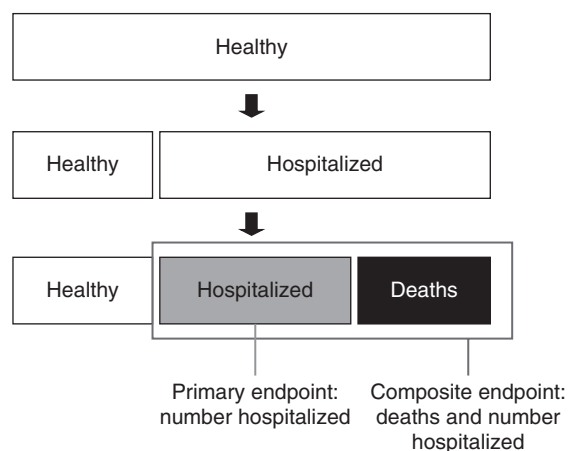 Healthy
Healthy
Hospitalized
Healthy
Hospitalized
Deaths
Primary endpoint:
number hospitalized
Composite endpoint:
deaths and number
hospitalized